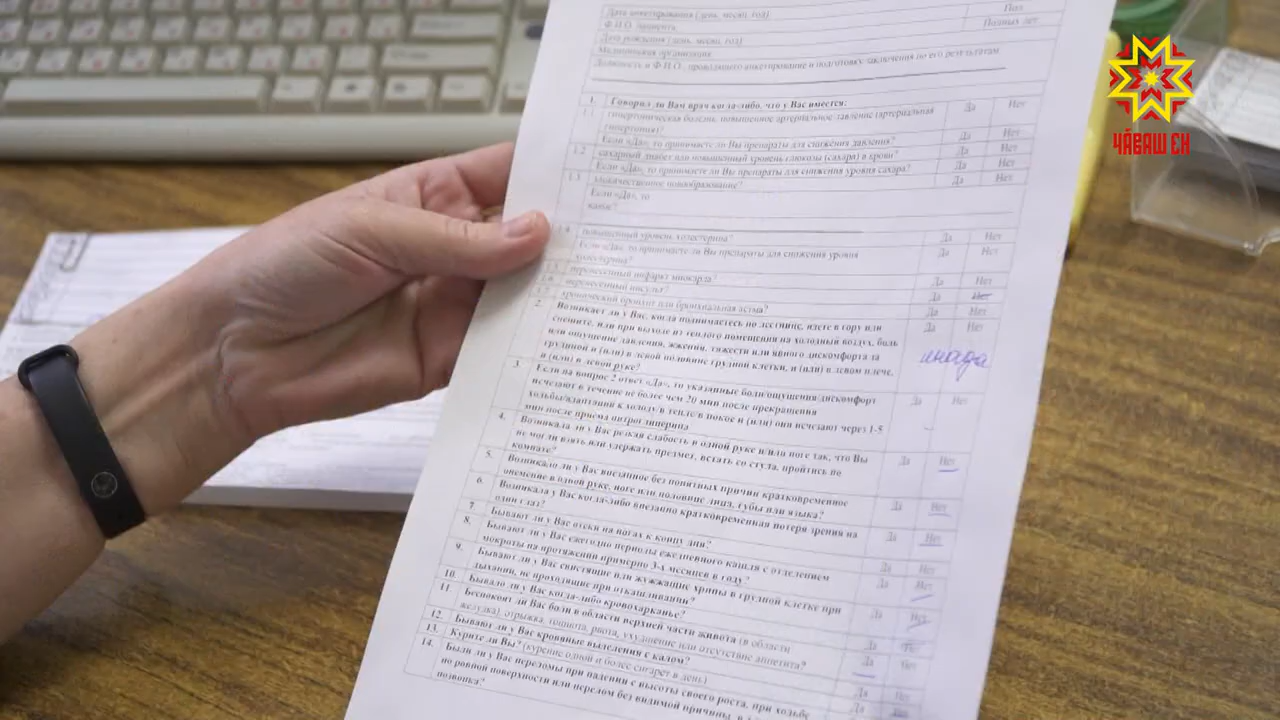 Дата анкетирования (день, месяц, год)
Пол
Ф.И.О. пациента
Полных лет
Дата рождения (день, месяц, год)
Медицинская организация
Должность и Ф.И.О. проводящего анкетирование и подготовку заключения по его результатам
1. Говорил ли Вам врач когда-либо, что у Вас имеется: Да Нет
1.1 гипертоническая болезнь, повышенное артериальное давление (артериальная
гипертония)?
Если «Да», то принимаете ли Вы препараты для снижения давления? Да Нет
1.2 сахарный диабет или повышенный уровень глюкозы (сахара) в крови? Да Нет
Если «Да», то принимаете ли Вы препараты для снижения уровня сахара? Да Нет
1.3 злокачественное новообразование? Да Нет
Если «Да», то
какое?
повышенный уровень холестерина? Да Нет
Если «Да», то принимаете ли Вы препараты для снижения уровня Да Нет
холестерина?
перенесенный инфаркт миокарда? Да Нет
перенесенный инсульт? Да Нет
хронический бронхит или бронхиальная астма? Да Нет
2. Возникает ли у Вас, когда поднимаетесь по лестнице, идете в гору или Да Нет
спешите, или при выходе из теплого помещения на холодный воздух, боль
или ощущение давления, жжения, тяжести или явного дискомфорта за
грудиной и (или) в левой половине грудной клетки, и (или) в левом плече,
и (или) в левой руке?
иногда
3. Если на вопрос 2 ответ «Да», то указанные боли/ощущения/дискомфорт Да Нет
исчезают в течение не более чем 20 мин после прекращения
ходьбы/адаптации к холоду/в тепле/в покое и (или) они исчезают через 1-5
мин после приема нитроглицерина
4. Возникала ли у Вас резкая слабость в одной руке и/или ноге так, что Вы Да Нет
не могли взять или удержать предмет, встать со стула, пройтись по
комнате?
5. Возникало ли у Вас внезапное без понятных причин кратковременное Да Нет
онемение в одной руке, ноге или половине лица, губы или языка?
6. Возникала у Вас когда-либо внезапно кратковременная потеря зрения на Да Нет
один глаз?
7 Бывают ли у Вас отеки на ногах к концу дня? Да Нет
8. Бывают ли у Вас ежегодно периоды ежедневного кашля с отделением Да Нет
мокроты на протяжении примерно 3-х месяцев в году?
9. Бывают ли у Вас свистящие или жужжащие хрипы в грудной клетке при Да Нет
дыхании, не проходящие при откашливании?
10. Бывало ли у Вас когда-либо кровохарканье? Да
11. Беспокоят ли Вас боли в области верхней части живота (в области Да Нет
желудка), отрыжка, тошнота, рвота, ухудшение или отсутствие аппетита?
12. Бывают ли у Вас кровяные выделения с калом? Да Нет
13. Курите ли Вы? (курение одной и более сигарет в день) Да Нет
14. Были ли у Вас переломы при падении с высоты своего роста, при ходьбе
по ровной поверхности или перелом без видимой причины,
позвонка?
ЧӐВАШ ЕН